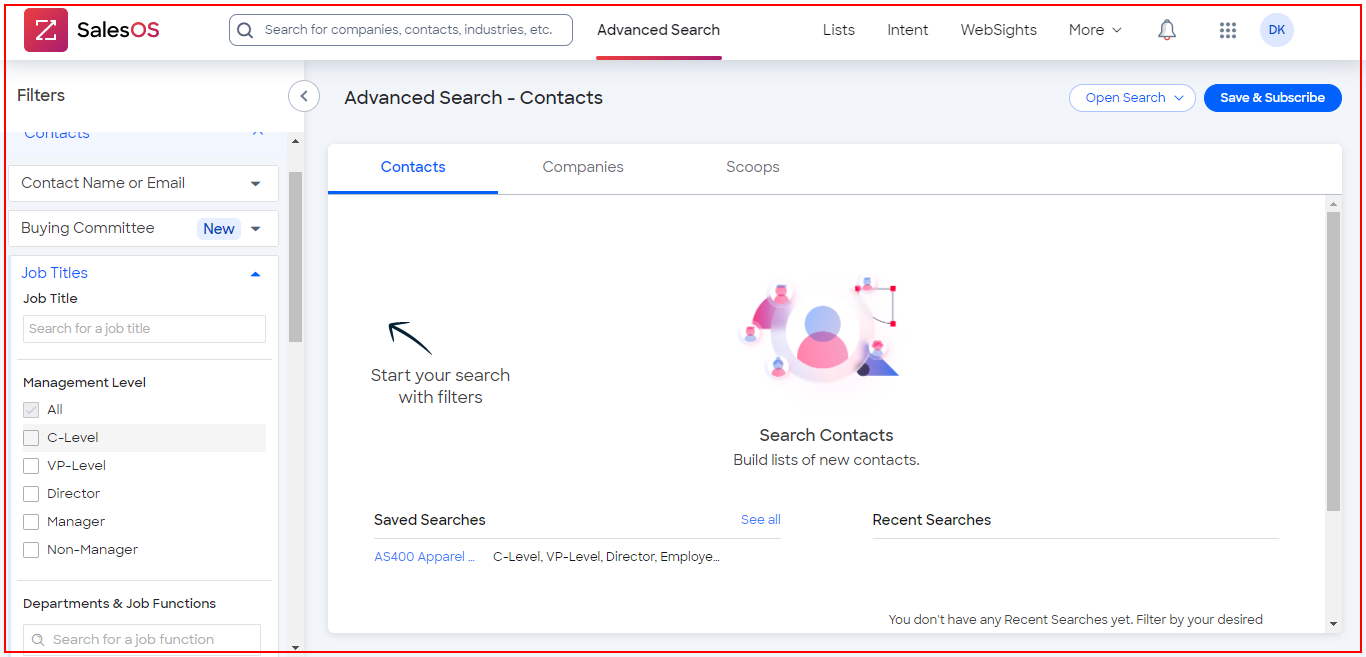 SalesOS
Search for companies, contacts, industries, etc.
Advanced Search
Lists
Intent
WebSights
More
DK
Filters
Advanced Search - Contacts
Open Search
Save & Subscribe
Contacts
Contact Name or Email
Buying Committee
New
Job Titles
Job Title
Search for a job title
Management Level
All
C-Level
VP-Level
Director
Manager
Non-Manager
Departments & Job Functions
Search for a job function
Contacts
Companies
Scoops
Start your search
with filters
Search Contacts
Build lists of new contacts.
Saved Searches
See all
AS400 Apparel ...
C-Level, VP-Level, Director, Employe...
Recent Searches
You don't have any Recent Searches yet. Filter by your desired